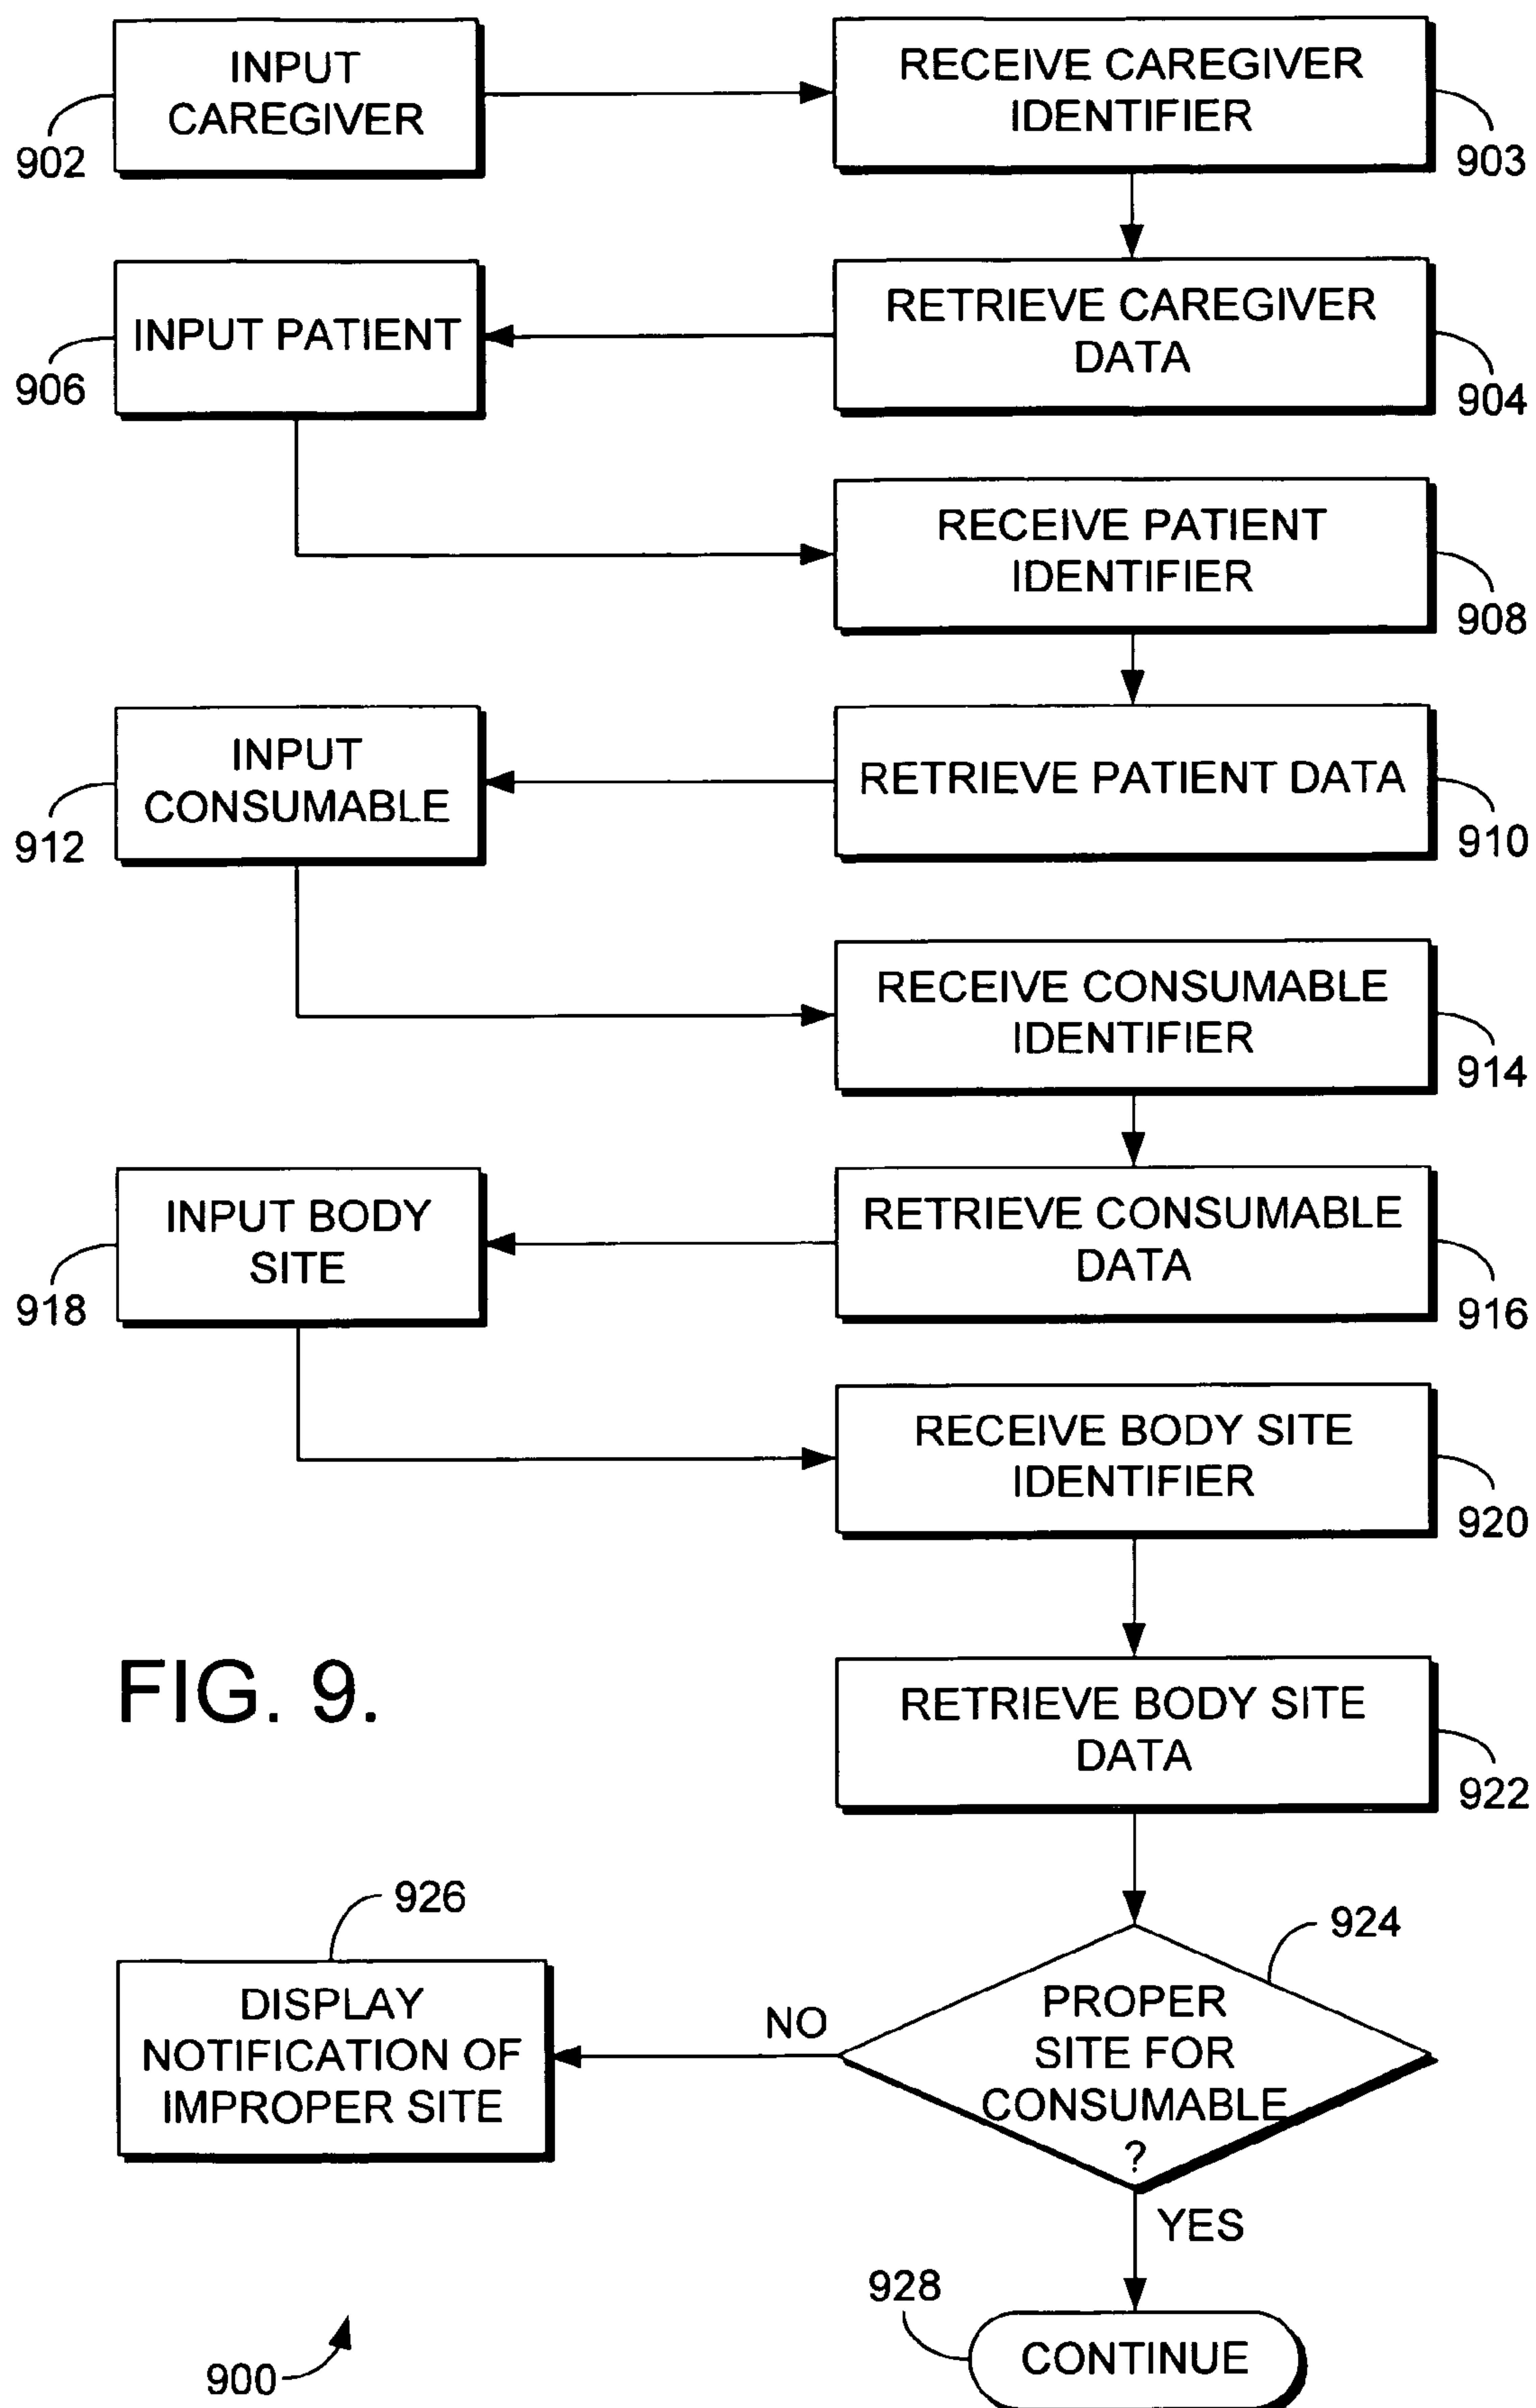 INPUT
CAREGIVER
902
RECEIVE CAREGIVER
IDENTIFIER
903
RETRIEVE CAREGIVER
DATA
904
INPUT PATIENT
906
RECEIVE PATIENT
IDENTIFIER
908
RETRIEVE PATIENT DATA
910
INPUT
CONSUMABLE
912
RECEIVE CONSUMABLE
IDENTIFIER
914
RETRIEVE CONSUMABLE
DATA
916
INPUT BODY
SITE
918
RECEIVE BODY SITE
IDENTIFIER
920
FIG. 9.
RETRIEVE BODY SITE
DATA
922
924
PROPER
SITE FOR
CONSUMABLE
?
NO
926
DISPLAY
NOTIFICATION OF
IMPROPER SITE
YES
928
CONTINUE
900